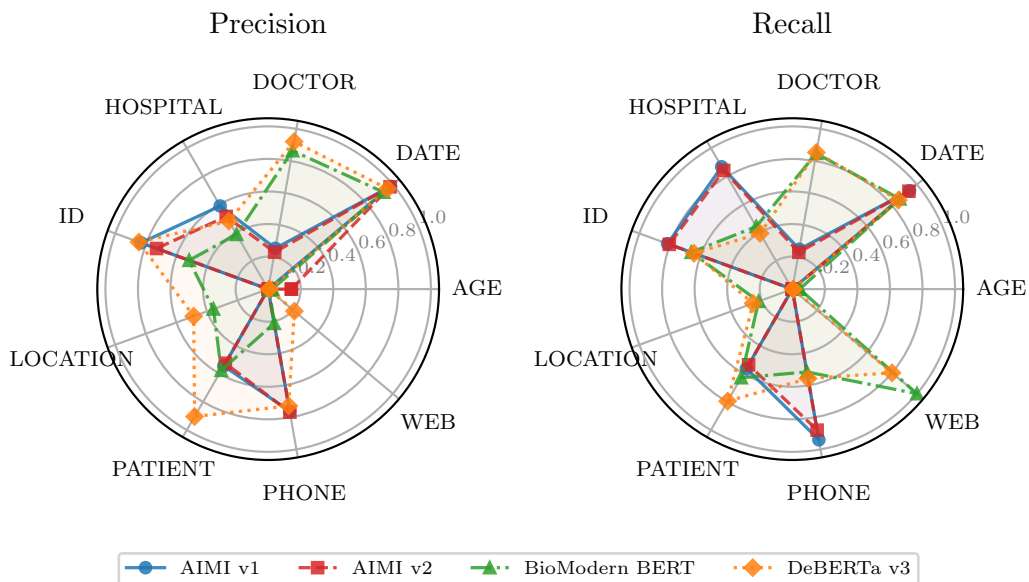 Precision
Recall
DOCTOR
DOCTOR
HOSPITAL
HOSPITAL
DATE
DATE
ID
ID
1.0
0.8
0.6
0.4
0.2
1.0
0.8
0.6
0.4
0.2
AGE
AGE
LOCATION
LOCATION
WEB
WEB
PATIENT
PATIENT
PHONE
PHONE
AIMI v1 AIMI v2 BioModern BERT DeBERTa v3